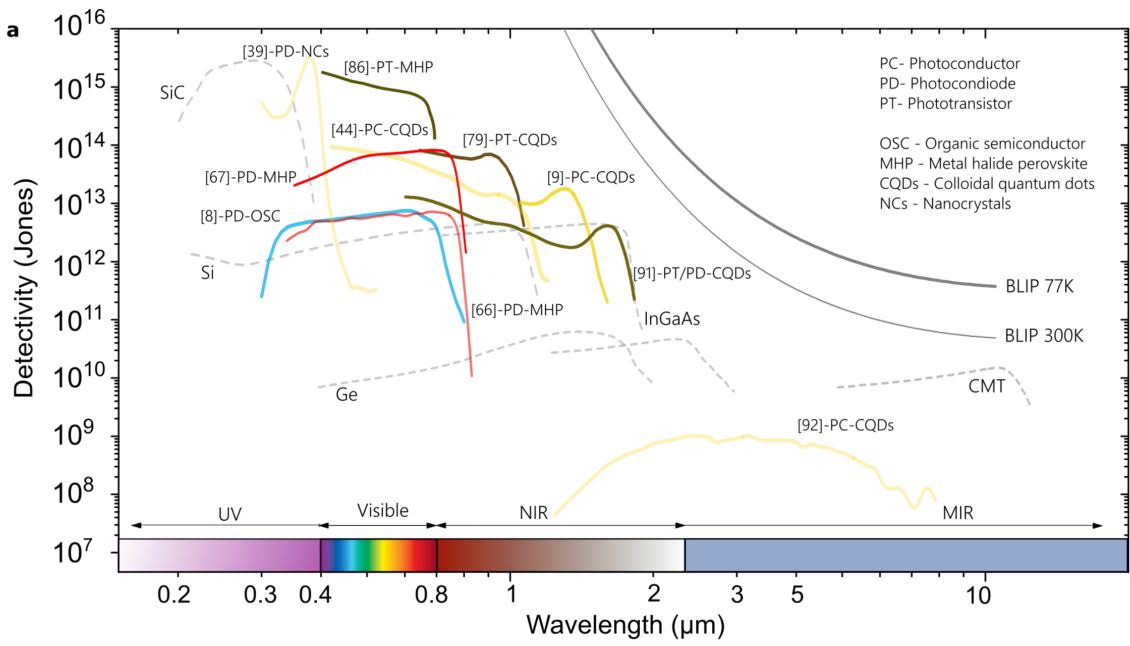 a
Detectivity (Jones)
10^16
10^15
10^14
10^13
10^12
10^11
10^10
10^9
10^8
10^7
[39]-PD-NCs
SiC
[86]-PT-MHP
[44]-PC-CQDs
[79]-PT-CQDs
[67]-PD-MHP
[9]-PC-CQDs
[8]-PD-OSC
Si
[91]-PT/PD-CQDs
[66]-PD-MHP
InGaAs
Ge
CMT
[92]-PC-CQDs
BLIP 77K
BLIP 300K
PC- Photoconductor
PD- Photocondiode
PT- Phototransistor
OSC - Organic semiconductor
MHP - Metal halide perovskite
CQDs - Colloidal quantum dots
NCs - Nanocrystals
UV
Visible
NIR
MIR
0.2 0.3 0.4 0.8 1 2 3 5 10
Wavelength (μm)